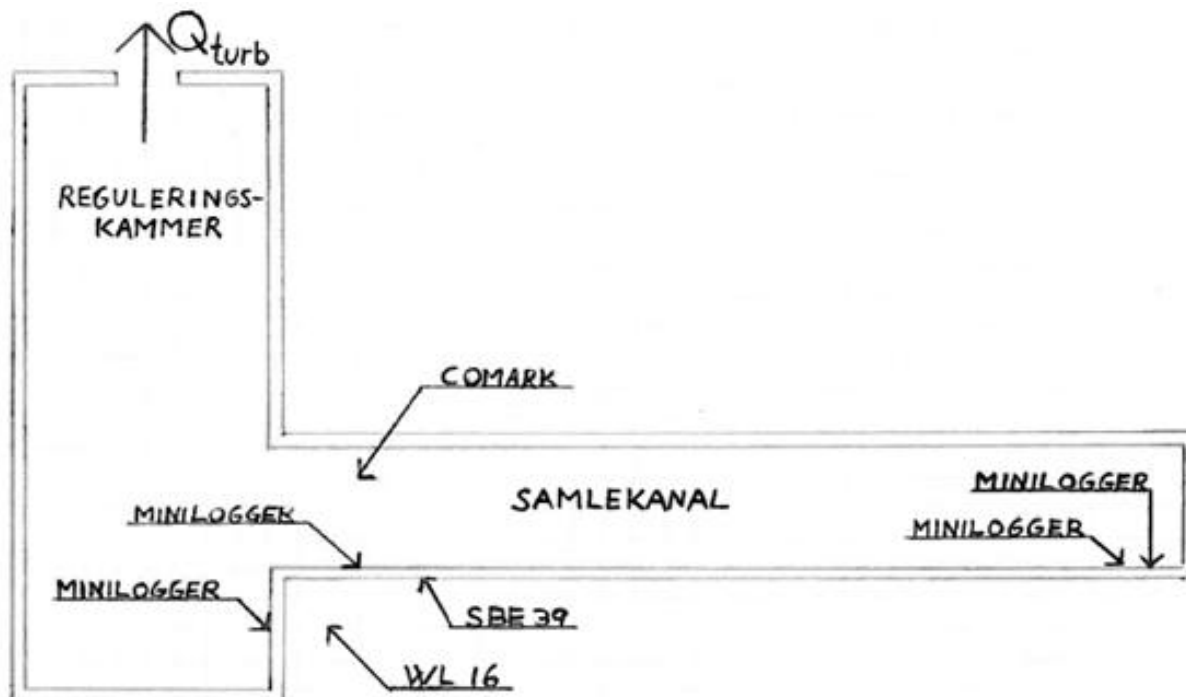 Qturb
REGULERINGS-
KAMMER
COMARK
SAMLEKANAL
MINILOGGER
MINILOGGER
MINILOGGER
MINILOGGER
SBE 39
WL 16